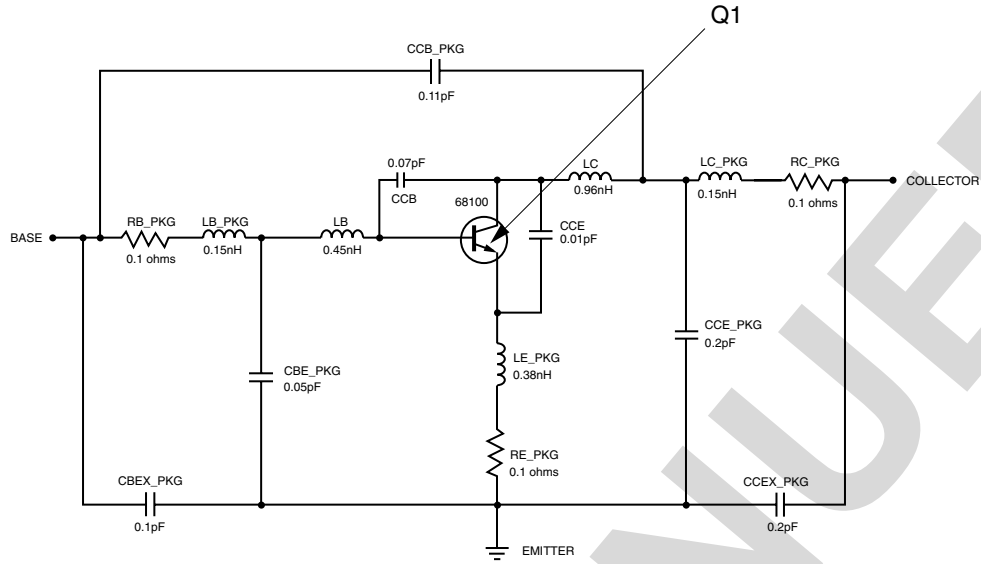 Q1
CCB_PKG
0.11pF
0.07pF
CCB
LC
0.96nH
LC_PKG
0.15nH
RC_PKG
0.1 ohms
COLLECTOR
68100
CCE
0.01pF
BASE
RB_PKG
0.1 ohms
LB_PKG
0.15nH
LB
0.45nH
CCE_PKG
0.2pF
LE_PKG
0.38nH
CBE_PKG
0.05pF
RE_PKG
0.1 ohms
CBEX_PKG
0.1pF
CCEX_PKG
0.2pF
EMITTER